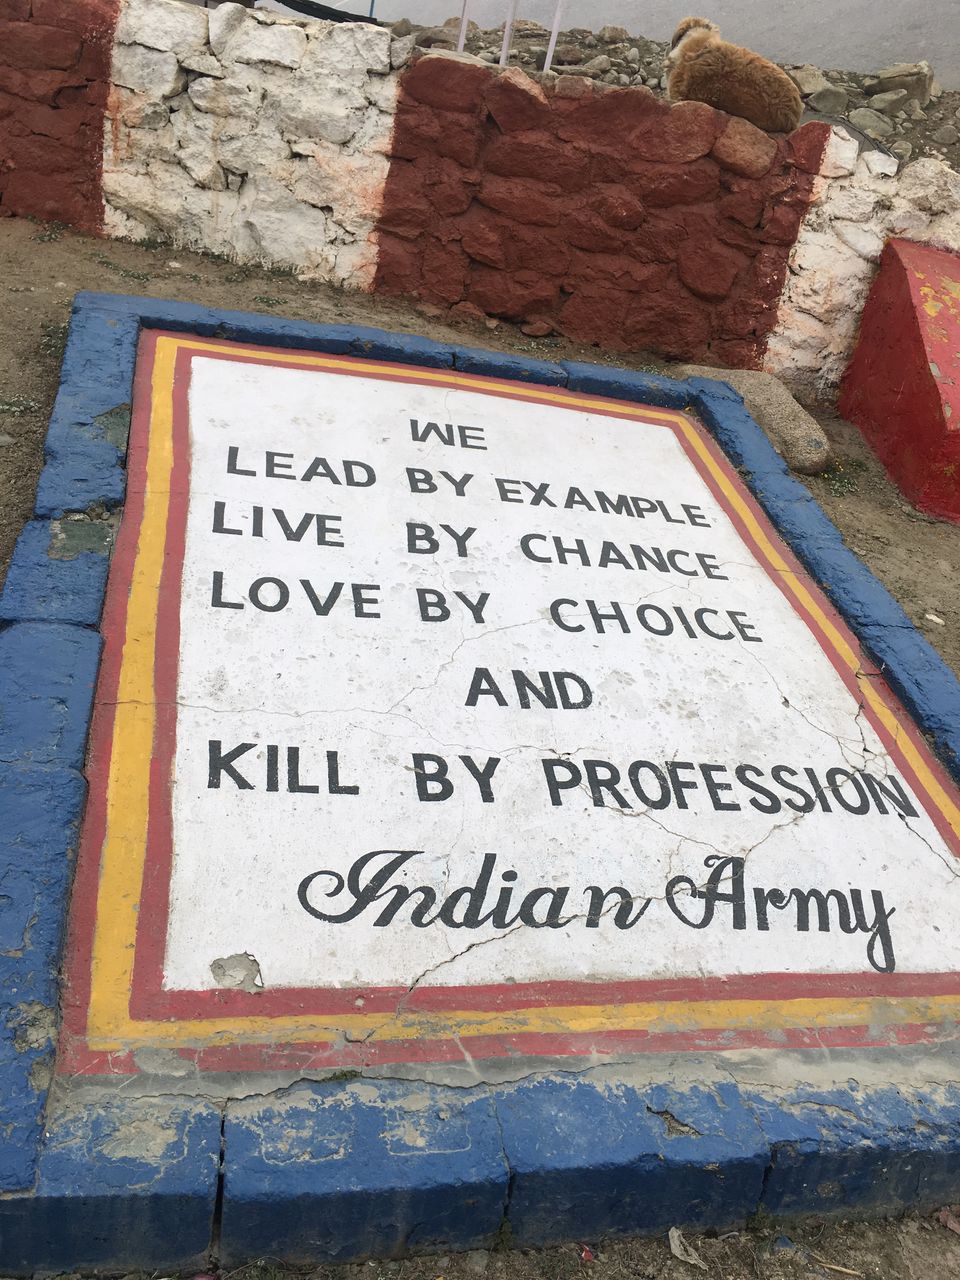 WE
LEAD BY EXAMPLE
LIVE BY CHANCE
LOVE BY CHOICE
AND
KILL BY PROFESSION
Indian Army